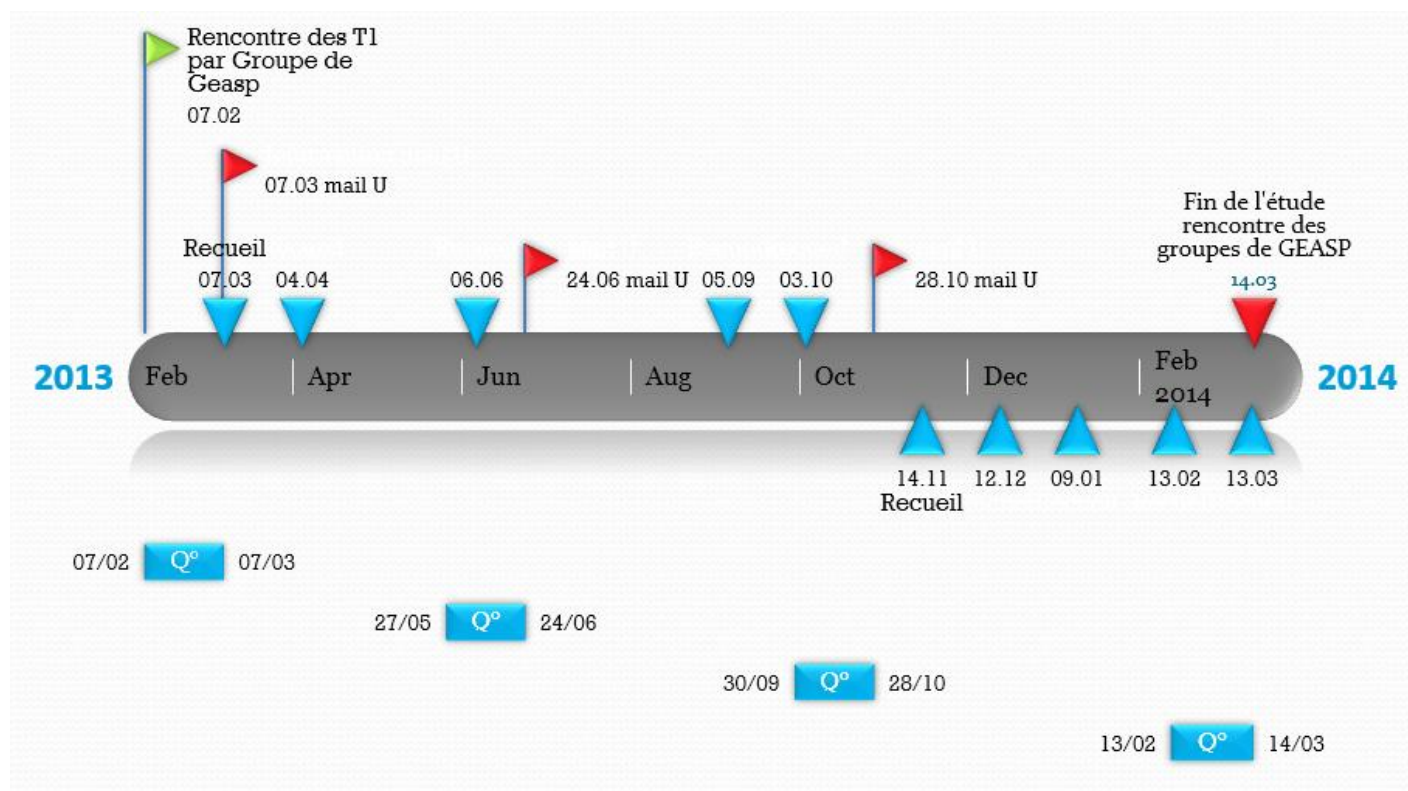 Rencontre des T1
par Groupe de
Geasp
07.02
07.03 mail U
Recueil
07.03
04.04
06.06
24.06 mail U
05.09
03.10
28.10 mail U
Fin de l'étude
rencontre des
groupes de GEASP
14.03
2013
Feb
Apr
Jun
Aug
Oct
Dec
Feb
2014
2014
14.11
Recueil
12.12
09.01
13.02
13.03
07/02
Q°
07/03
27/05
Q°
24/06
30/09
Q°
28/10
13/02
Q°
14/03